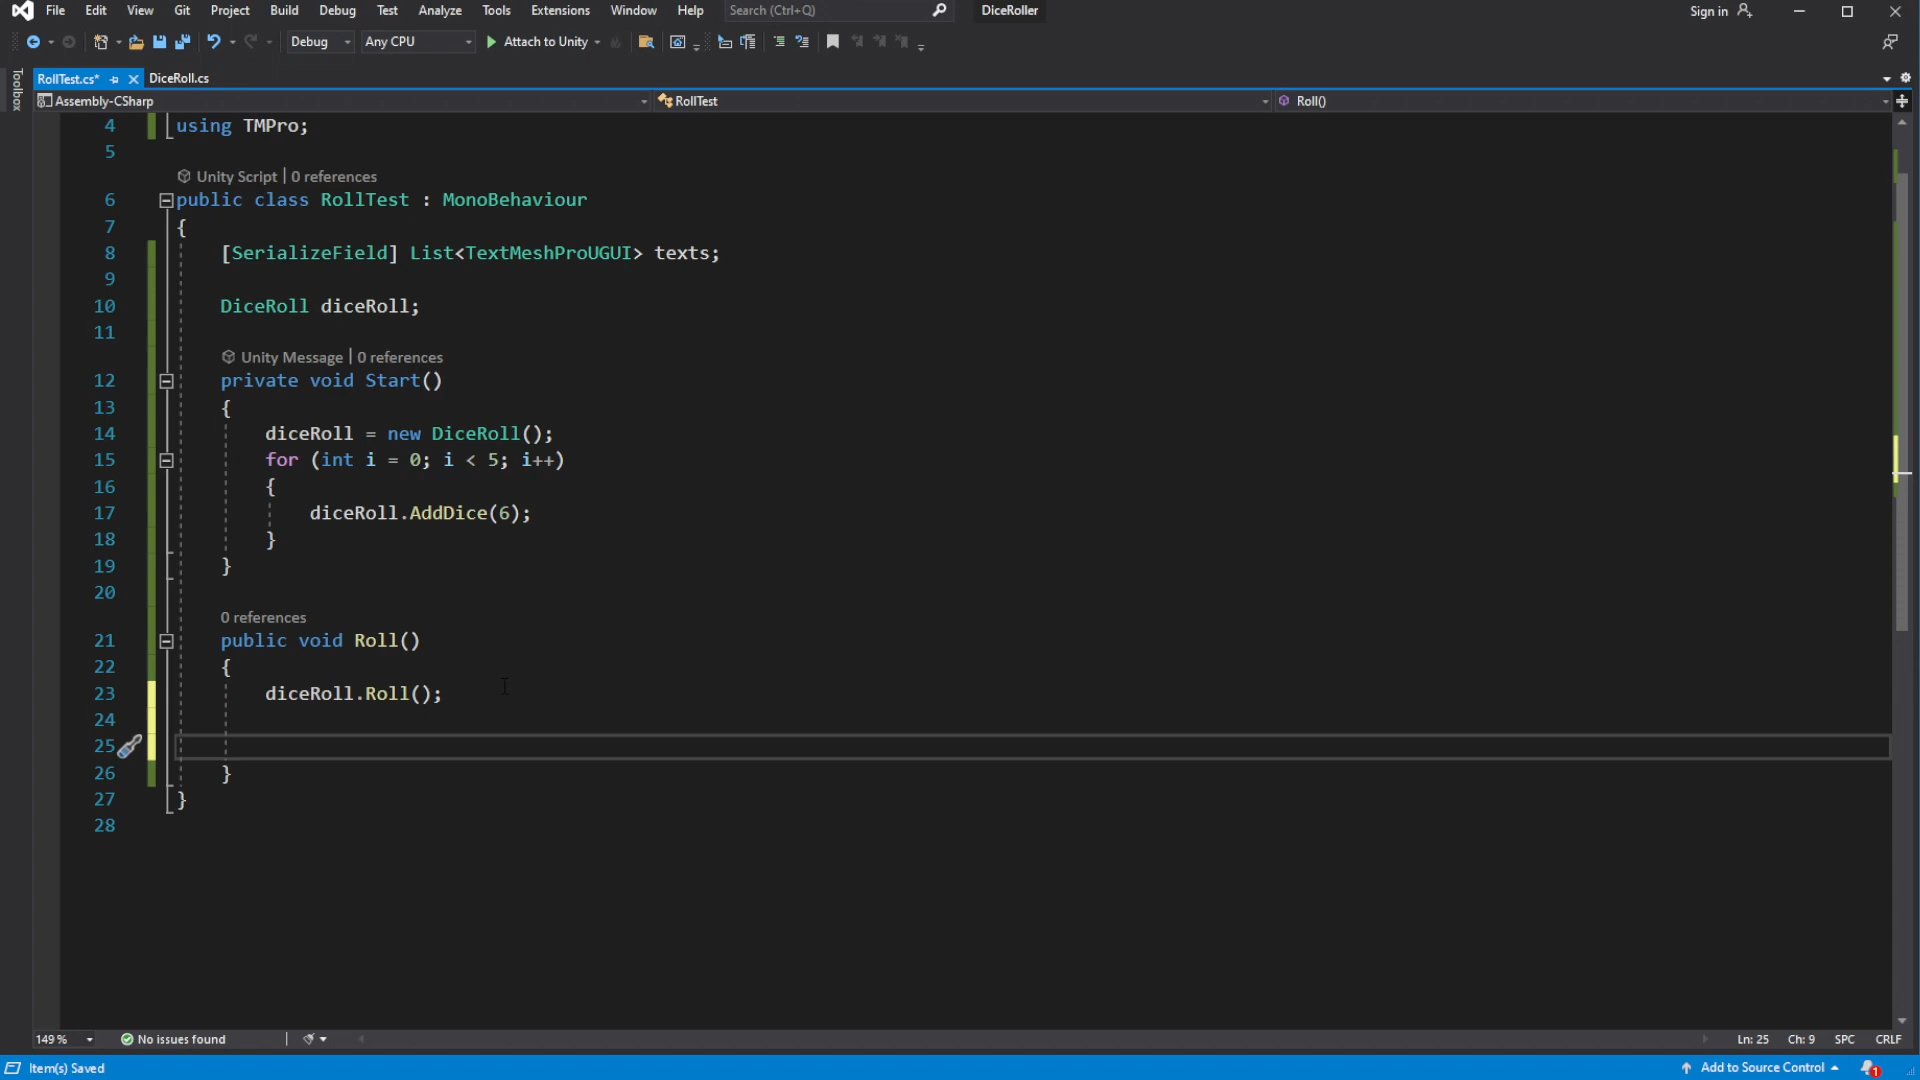 File Edit View Git Project Build Debug Test Analyze Tools Extensions Window Help Search (Ctrl+Q) DiceRoller Sign in
Debug Any CPU Attach to Unity
Toolbox
RollTest.cs* DiceRoll.cs
Assembly-CSharp RollTest Roll()
4 using TMPro;
5
Unity Script | 0 references
6 public class RollTest : MonoBehaviour
7 {
8 [SerializeField] List<TextMeshProUGUI> texts;
9
10 DiceRoll diceRoll;
11
Unity Message | 0 references
12 private void Start()
13 {
14 diceRoll = new DiceRoll();
15 for (int i = 0; i < 5; i++)
16 {
17 diceRoll.AddDice(6);
18 }
19 }
20
0 references
21 public void Roll()
22 {
23 diceRoll.Roll();
24
25
26 }
27 }
28
149 % No issues found Ln: 25 Ch: 9 SPC CRLF
Item(s) Saved Add to Source Control 1